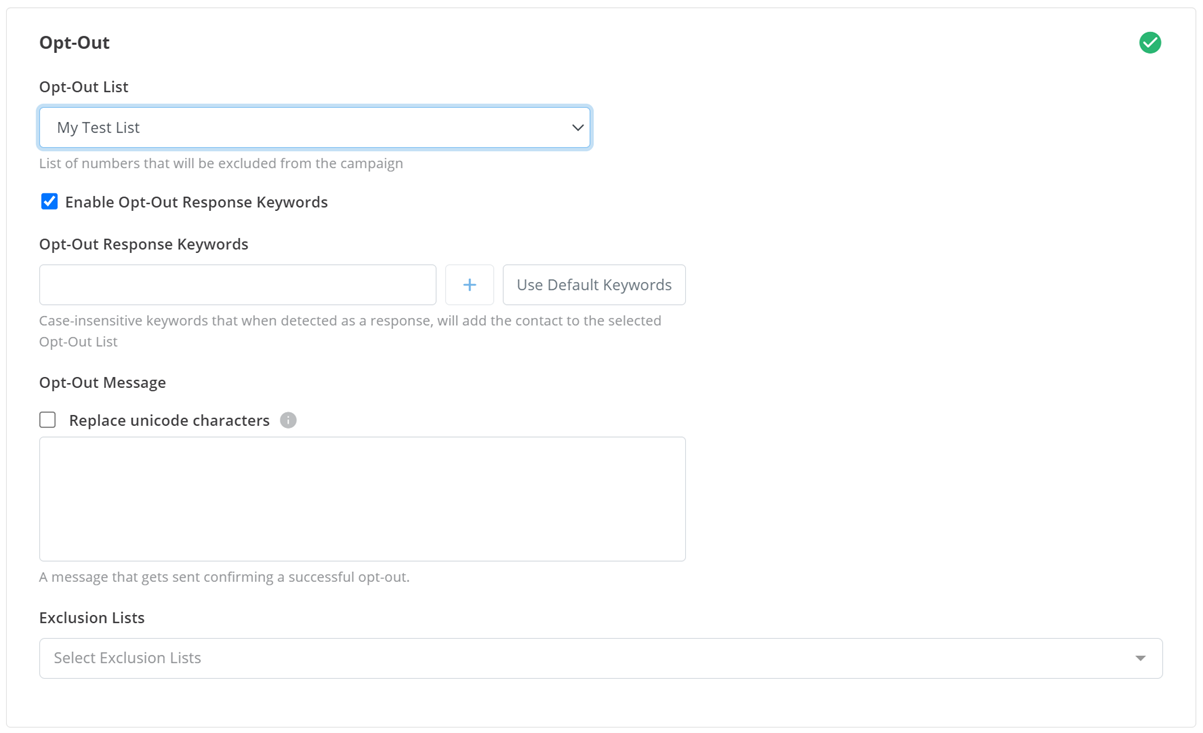 Opt-Out
Opt-Out List
My Test List
List of numbers that will be excluded from the campaign
Enable Opt-Out Response Keywords
Opt-Out Response Keywords
+ Use Default Keywords
Case-insensitive keywords that when detected as a response, will add the contact to the selected
Opt-Out List
Opt-Out Message
Replace unicode characters
A message that gets sent confirming a successful opt-out.
Exclusion Lists
Select Exclusion Lists